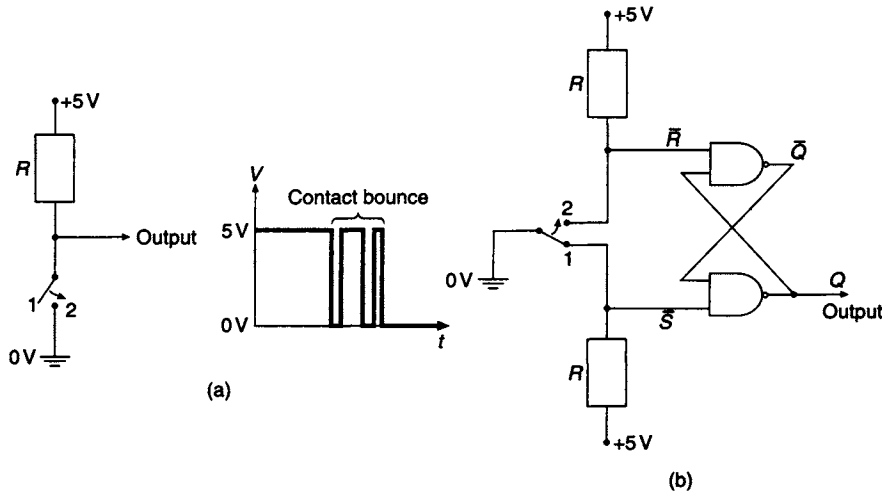 +5 V
R
Output
1
2
0 V
V
Contact bounce
5 V
0 V
t
(a)
+5 V
R
R̅
Q̅
2
1
0 V
S̅
Q
Output
R
+5 V
(b)